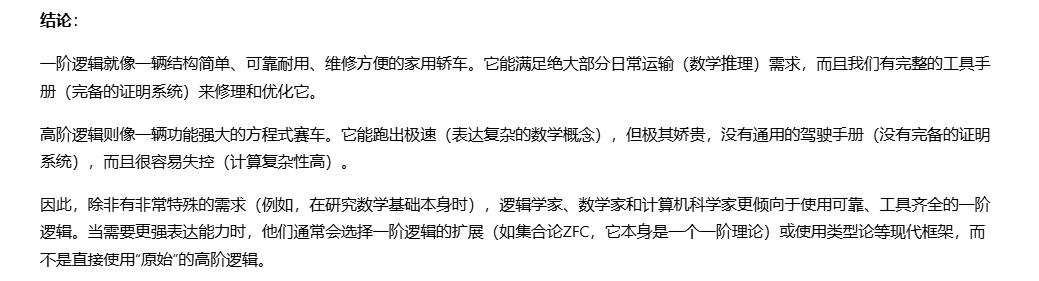 结论：
一阶逻辑就像一辆结构简单、可靠耐用、维修方便的家用轿车。它能满足绝大部分日常运输（数学推理）需求，而且我们有完整的工具手
册（完备的证明系统）来修理和优化它。
高阶逻辑则像一辆功能强大的方程式赛车。它能跑出极速（表达复杂的数学概念），但极其娇贵，没有通用的驾驶手册（没有完备的证明
系统），而且很容易失控（计算复杂性高）。
因此，除非有非常特殊的需求（例如，在研究数学基础本身时），逻辑学家、数学家和计算机科学家更倾向于使用可靠、工具齐全的一阶
逻辑。当需要更强表达能力时，他们通常会选择一阶逻辑的扩展（如集合论ZFC，它本身是一个一阶理论）或使用类型论等现代框架，而
不是直接使用“原始”的高阶逻辑。